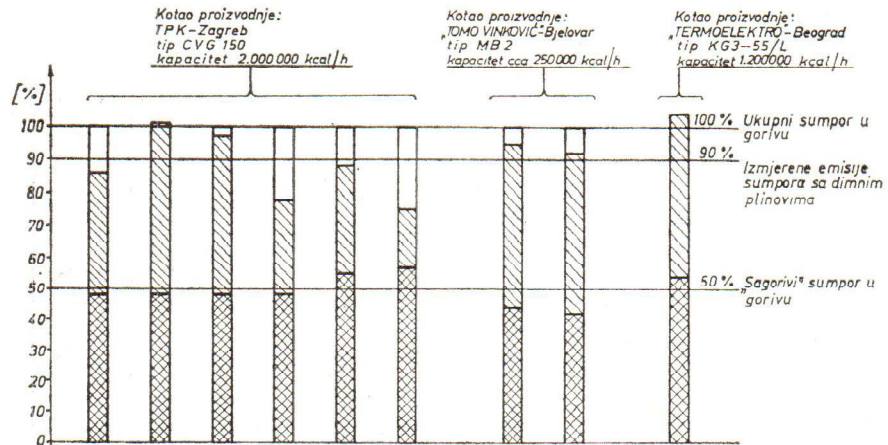 Kotao proizvodnje:
TPK-Zagreb
tip CVG 150
kapacitet 2.000000 kcal/h
Kotao proizvodnje:
„TOMO VINKOVIĆ"-Bjelovar
tip MB 2
kapacitet cca 250000 kcal/h
Kotao proizvodnje:
„TERMOELEKTRO"-Beograd
tip KG3-55/L
kapacitet 1.200000 kcal/h
[%]
100
90
80
70
60
50
40
30
20
10
0
100 % Ukupni sumpor u
gorivu
90 %
Izmjerene emisije
sumpora sa dimnim
plinovima
50 % „Sagorivi" sumpor u
gorivu